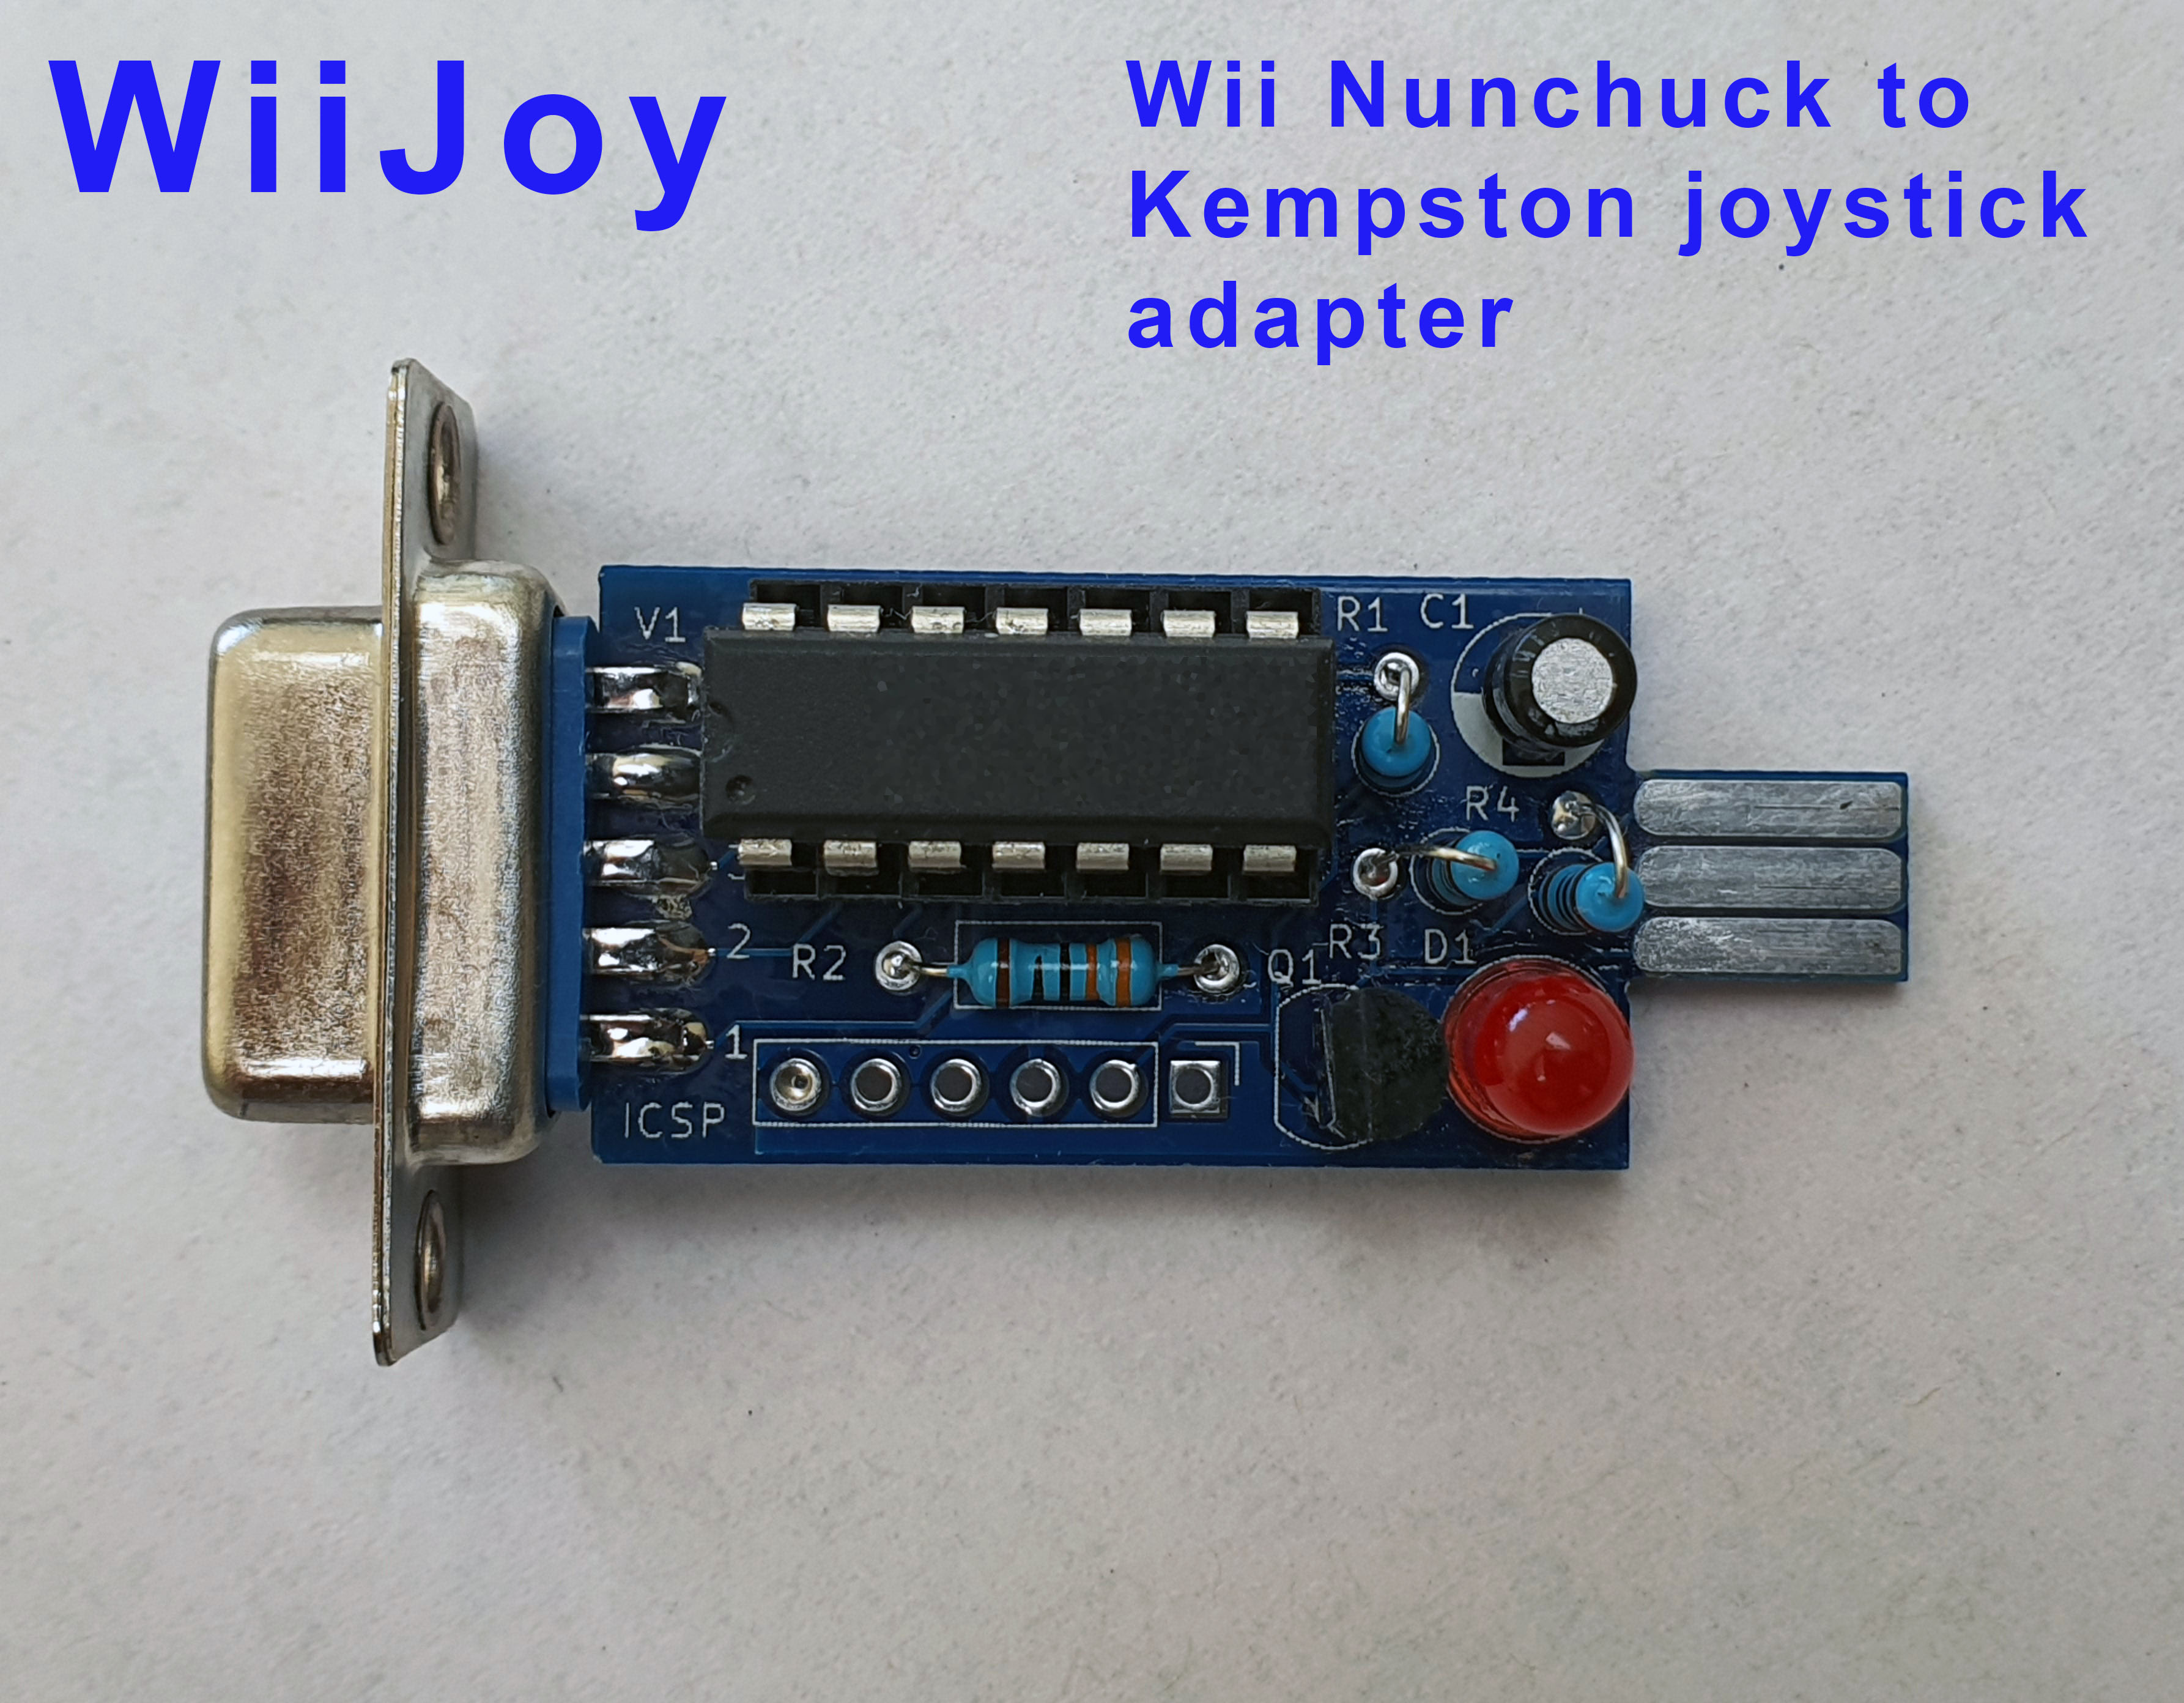 WiiJoy
Wii Nunchuck to
Kempston joystick
adapter
V1
R1 C1
R4
2
R2
R3 D1
Q1
1
ICSP